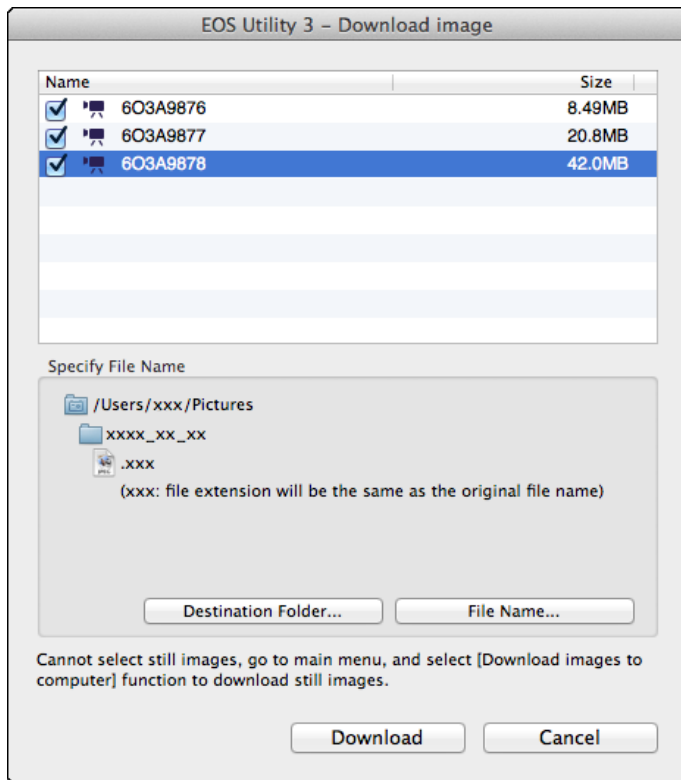 EOS Utility 3 – Download image
Name Size
6O3A9876 8.49MB
6O3A9877 20.8MB
6O3A9878 42.0MB
Specify File Name
/Users/xxx/Pictures
xxxx_xx_xx
.xxx
(xxx: file extension will be the same as the original file name)
Destination Folder... File Name...
Cannot select still images, go to main menu, and select [Download images to
computer] function to download still images.
Download Cancel